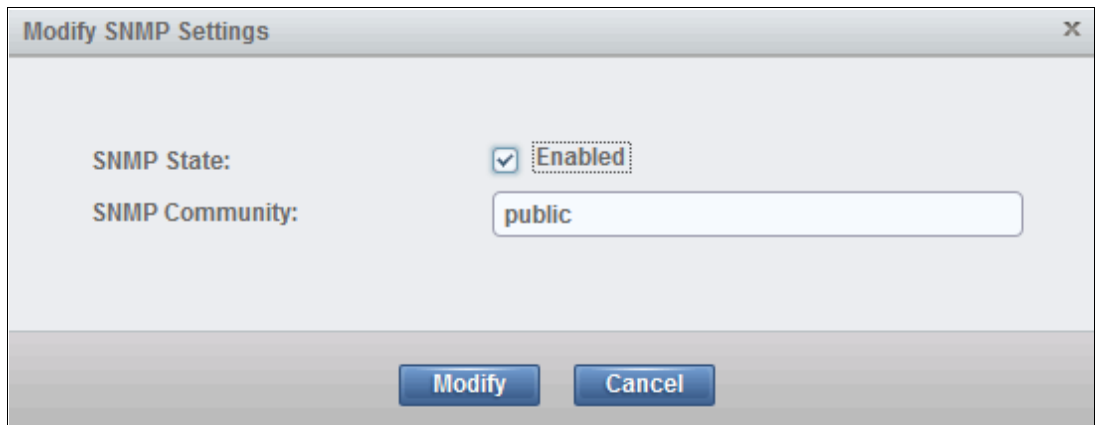 Modify SNMP Settings x
SNMP State: Enabled
SNMP Community: public
Modify Cancel